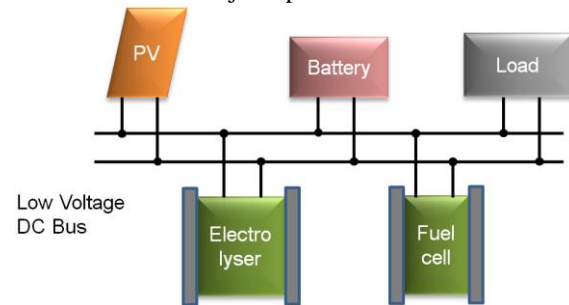 PV
Battery
Load
Low Voltage
DC Bus
Electro
lyser
Fuel
cell